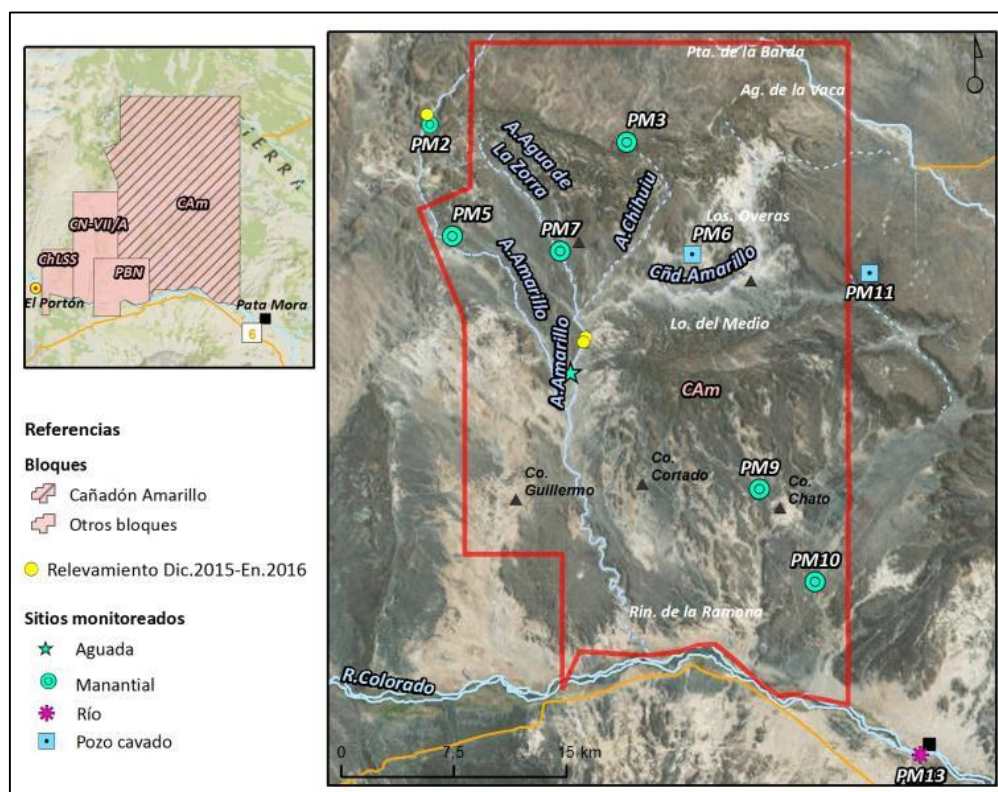 CN-VII/A
CAm
ChLSS
PBN
El Portón
Pata Mora
6
Referencias
Bloques
Cañadón Amarillo
Otros bloques
Relevamiento Dic.2015-En.2016
Sitios monitoreados
Aguada
Manantial
Río
Pozo cavado
Pta. de la Barda
Ag. de la Vaca
PM2
PM3
A.Agua de
La Zorra
A.Chihuiu
Los. Overas
PM5
PM7
PM6
Cñd.Amarillo
PM11
A.Amarillo
A.Amarillo
Lo. del Medio
CAm
Co.
Guillermo
Co.
Cortado
PM9
Co.
Chato
PM10
Rin. de la Ramona
R.Colorado
0 7,5 15 km
PM13